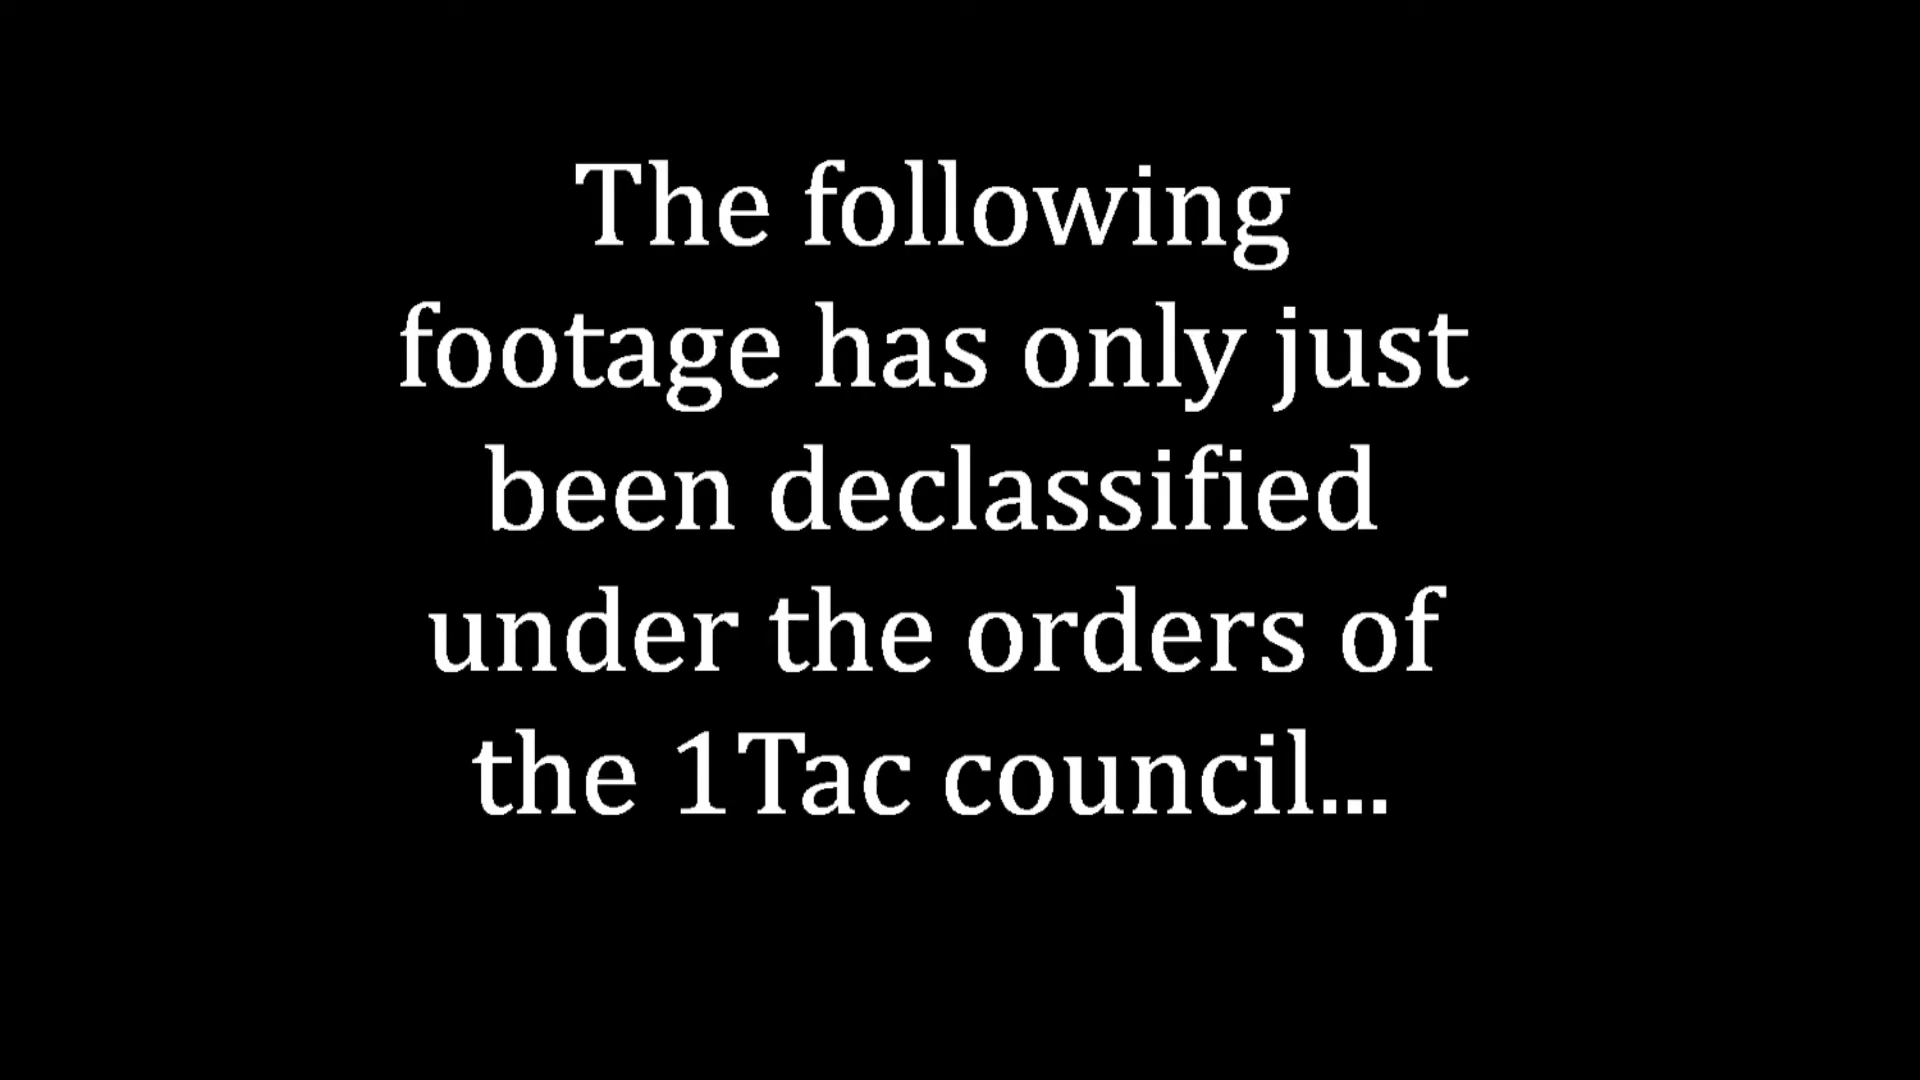 The following
footage has only just
been declassified
under the orders of
the 1Tac council...